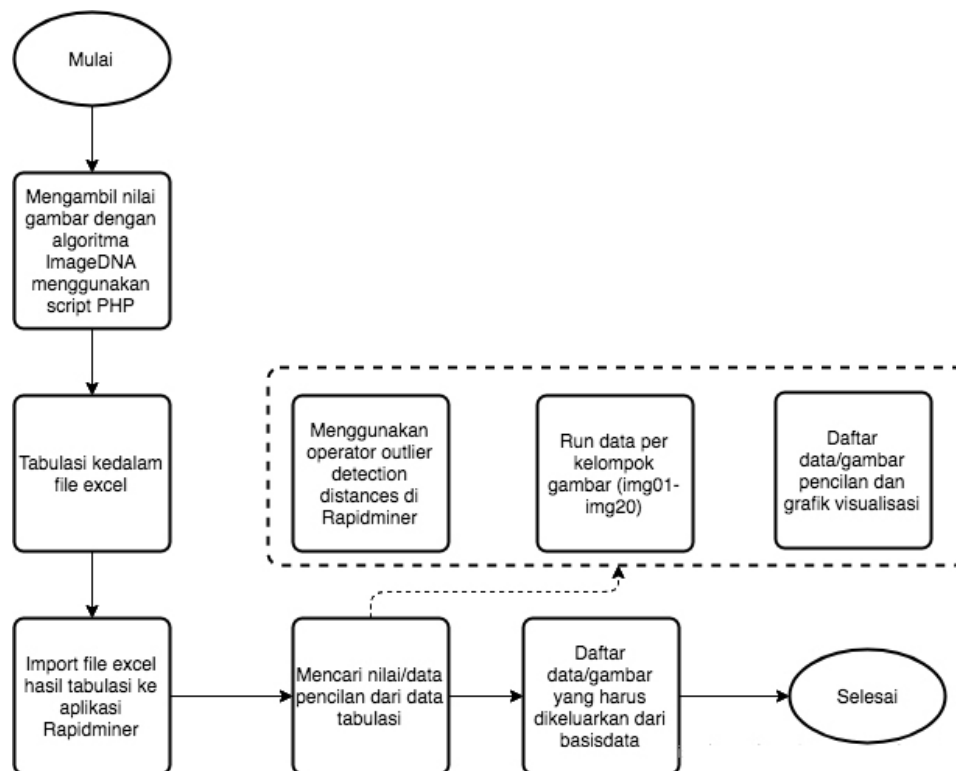 Mulai
Mengambil nilai
gambar dengan
algoritma
ImageDNA
menggunakan
script PHP
Tabulasi kedalam
file excel
Menggunakan
operator outlier
detection
distances di
Rapidminer
Run data per
kelompok
gambar (img01-
img20)
Daftar
data/gambar
pencilan dan
grafik visualisasi
Import file excel
hasil tabulasi ke
aplikasi
Rapidminer
Mencari nilai/data
pencilan dari data
tabulasi
Daftar
data/gambar
yang harus
dikeluarkan dari
basisdata
Selesai